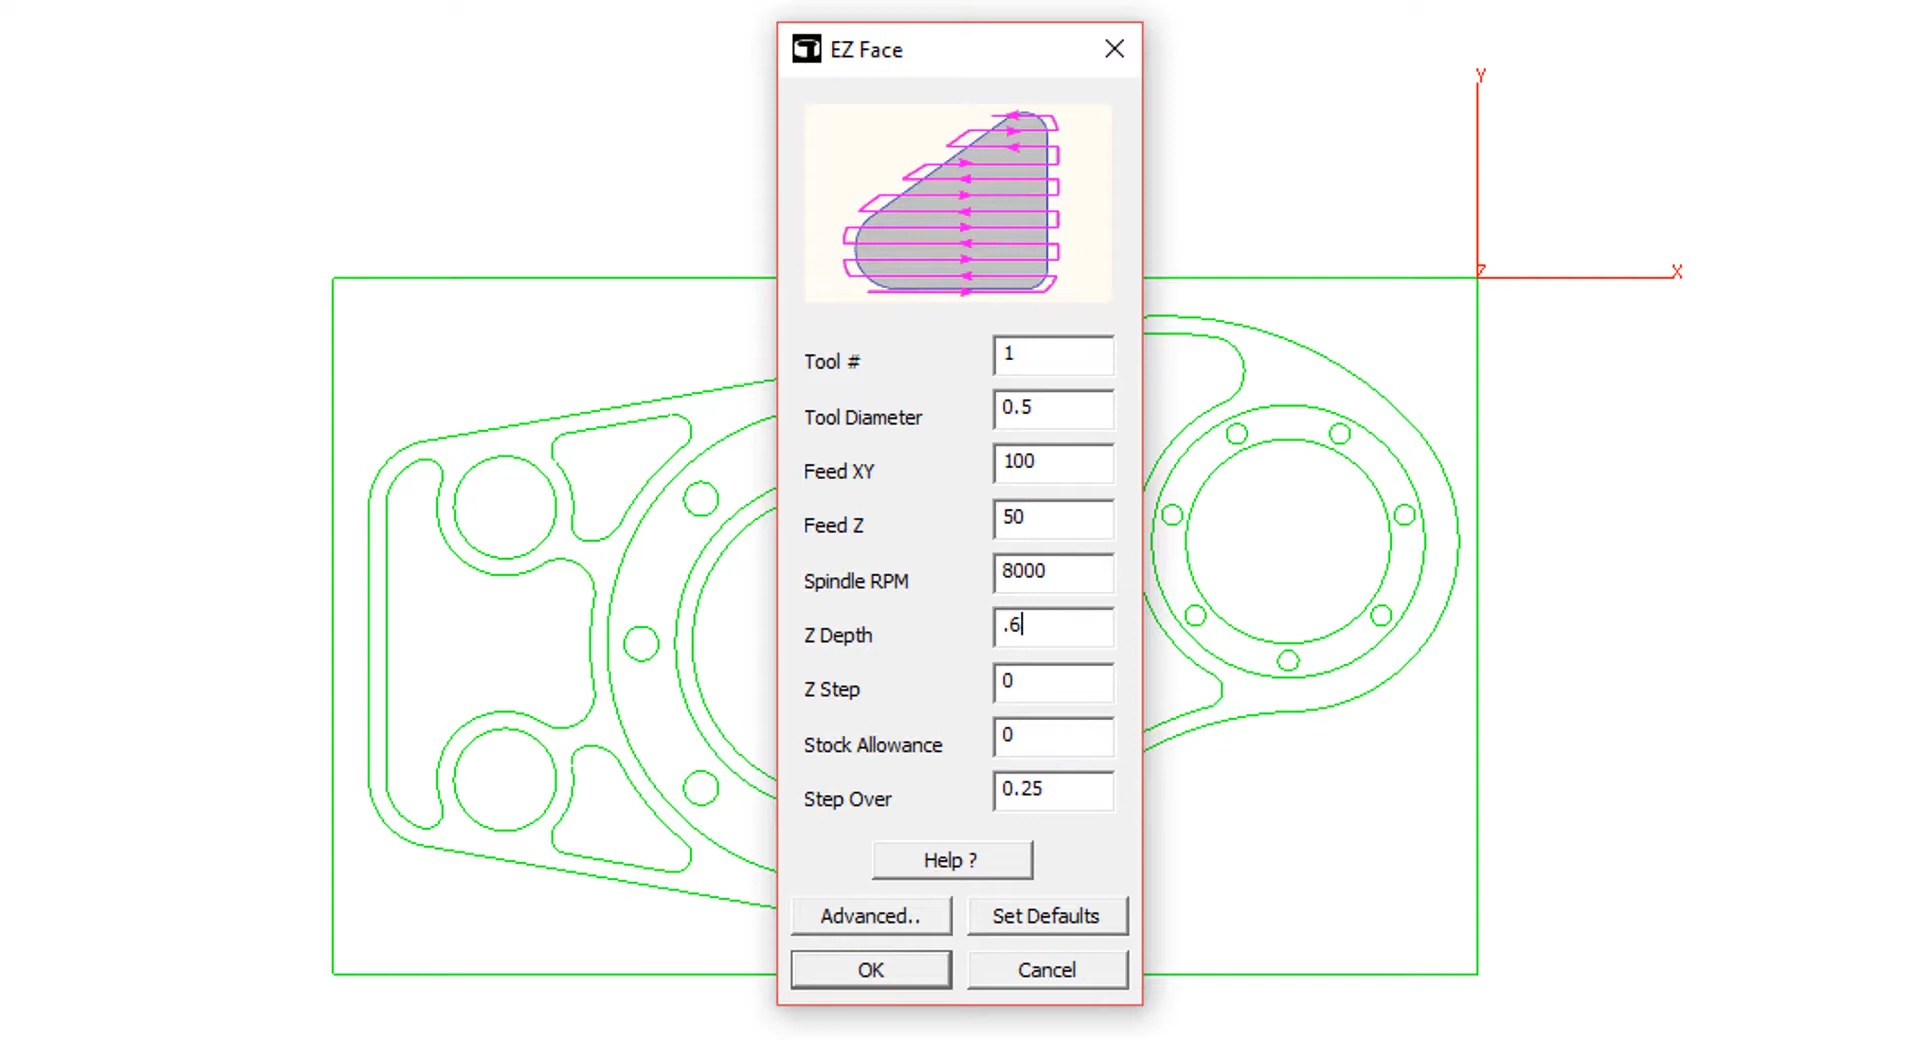 EZ Face
Y
Z X
Tool # 1
Tool Diameter 0.5
Feed XY 100
Feed Z 50
Spindle RPM 8000
Z Depth .6
Z Step 0
Stock Allowance 0
Step Over 0.25
Help ?
Advanced.. Set Defaults
OK Cancel